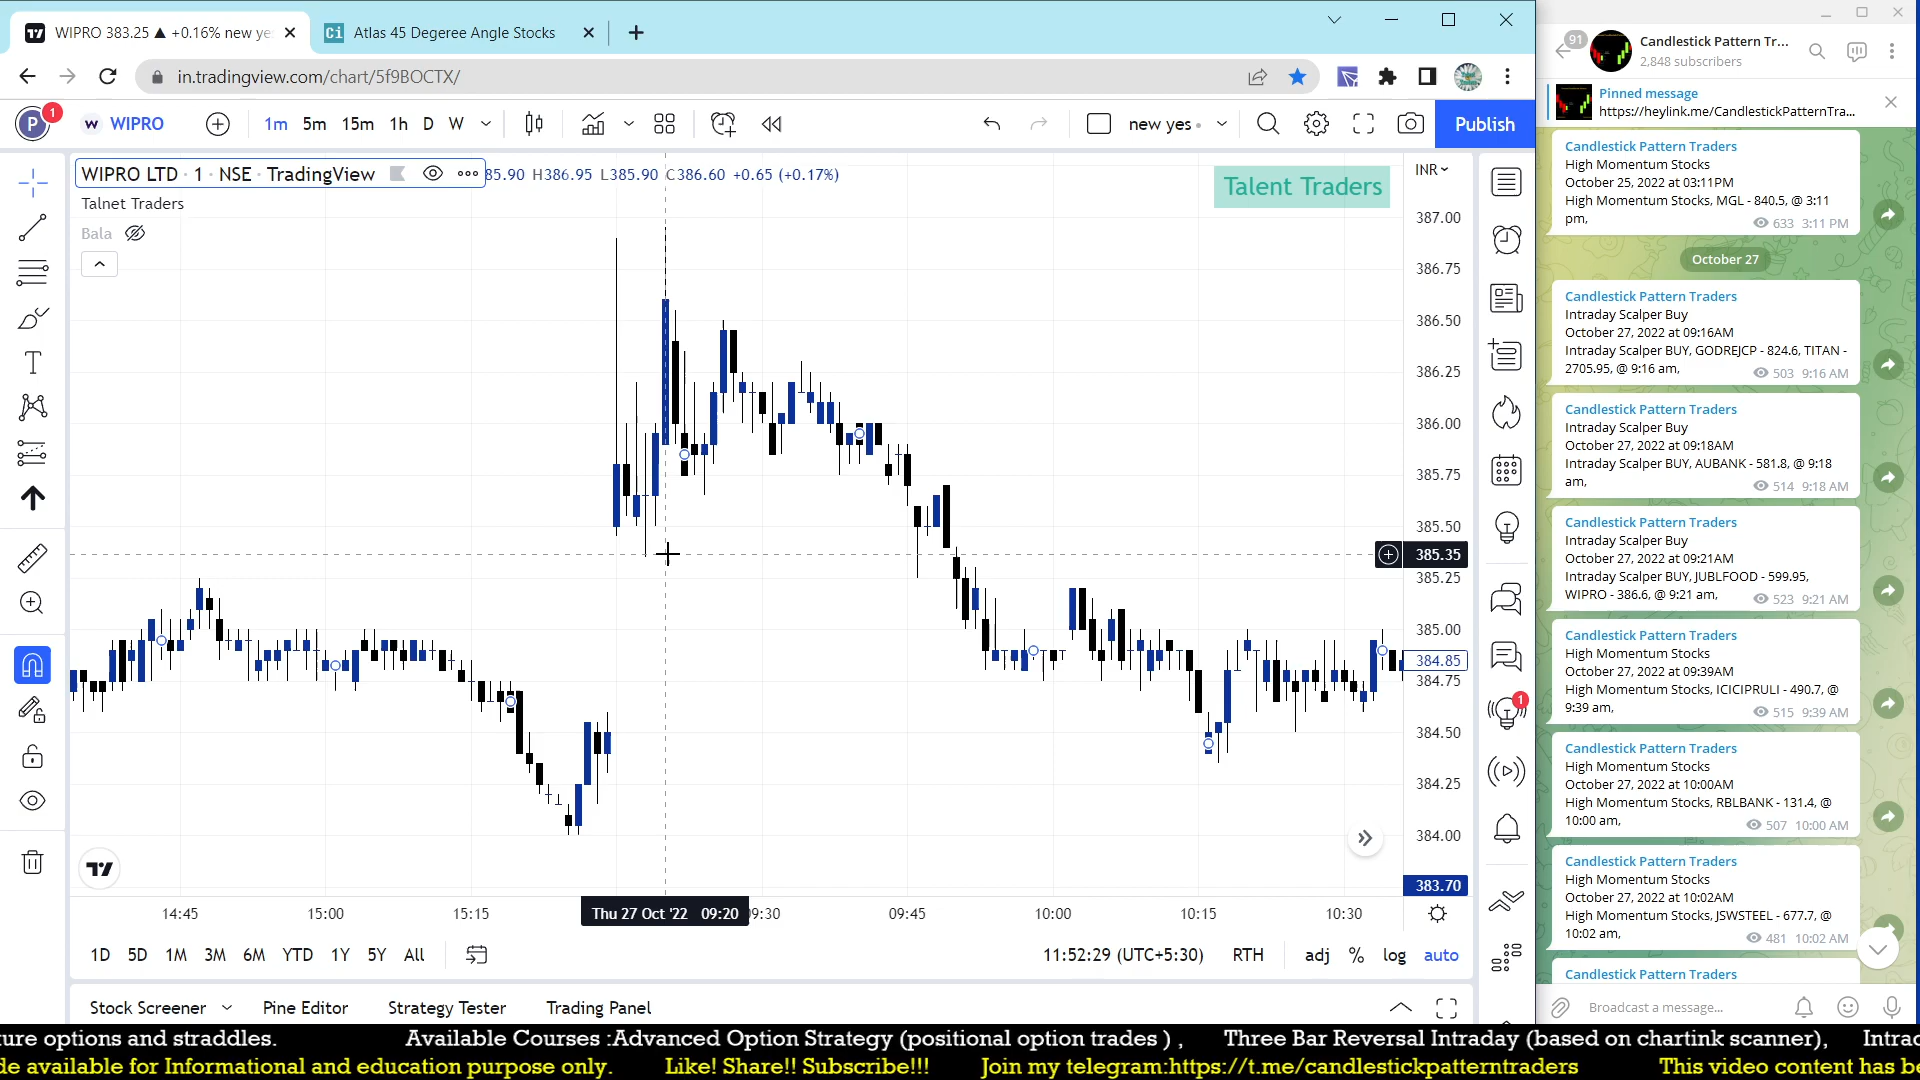 WIPRO 383.25 ▲ +0.16% new ye
Atlas 45 Degeree Angle Stocks
in.tradingview.com/chart/5f9BOCTX/
P
1
W WIPRO
1m 5m 15m 1h D W
new yes
Publish
WIPRO LTD · 1 · NSE · TradingView
85.90 H386.95 L385.90 C386.60 +0.65 (+0.17%)
Talnet Traders
Bala
Talent Traders
INR
387.00
386.75
386.50
386.25
386.00
385.75
385.50
385.35
385.25
385.00
384.85
384.75
384.50
384.25
384.00
383.70
14:45 15:00 15:15 Thu 27 Oct '22 09:20 9:30 09:45 10:00 10:15 10:30
1D 5D 1M 3M 6M YTD 1Y 5Y All
11:52:29 (UTC+5:30) RTH adj % log auto
Stock Screener Pine Editor Strategy Tester Trading Panel
1
91
Candlestick Pattern Tr...
2,848 subscribers
Pinned message
https://heylink.me/CandlestickPatternTra...
Candlestick Pattern Traders
High Momentum Stocks
October 25, 2022 at 03:11PM
High Momentum Stocks, MGL - 840.5, @ 3:11
pm,
633 3:11 PM
October 27
Candlestick Pattern Traders
Intraday Scalper Buy
October 27, 2022 at 09:16AM
Intraday Scalper BUY, GODREJCP - 824.6, TITAN -
2705.95, @ 9:16 am,
503 9:16 AM
Candlestick Pattern Traders
Intraday Scalper Buy
October 27, 2022 at 09:18AM
Intraday Scalper BUY, AUBANK - 581.8, @ 9:18
am,
514 9:18 AM
Candlestick Pattern Traders
Intraday Scalper Buy
October 27, 2022 at 09:21AM
Intraday Scalper BUY, JUBLFOOD - 599.95,
WIPRO - 386.6, @ 9:21 am,
523 9:21 AM
Candlestick Pattern Traders
High Momentum Stocks
October 27, 2022 at 09:39AM
High Momentum Stocks, ICICIPRULI - 490.7, @
9:39 am,
515 9:39 AM
Candlestick Pattern Traders
High Momentum Stocks
October 27, 2022 at 10:00AM
High Momentum Stocks, RBLBANK - 131.4, @
10:00 am,
507 10:00 AM
Candlestick Pattern Traders
High Momentum Stocks
October 27, 2022 at 10:02AM
High Momentum Stocks, JSWSTEEL - 677.7, @
10:02 am,
481 10:02 AM
Candlestick Pattern Traders
Broadcast a message...
ure options and straddles. Available Courses :Advanced Option Strategy (positional option trades ) , Three Bar Reversal Intraday (based on chartink scanner), Intrac
de available for Informational and education purpose only. Like! Share!! Subscribe!!! Join my telegram:https://t.me/candlestickpatterntraders This video content has be